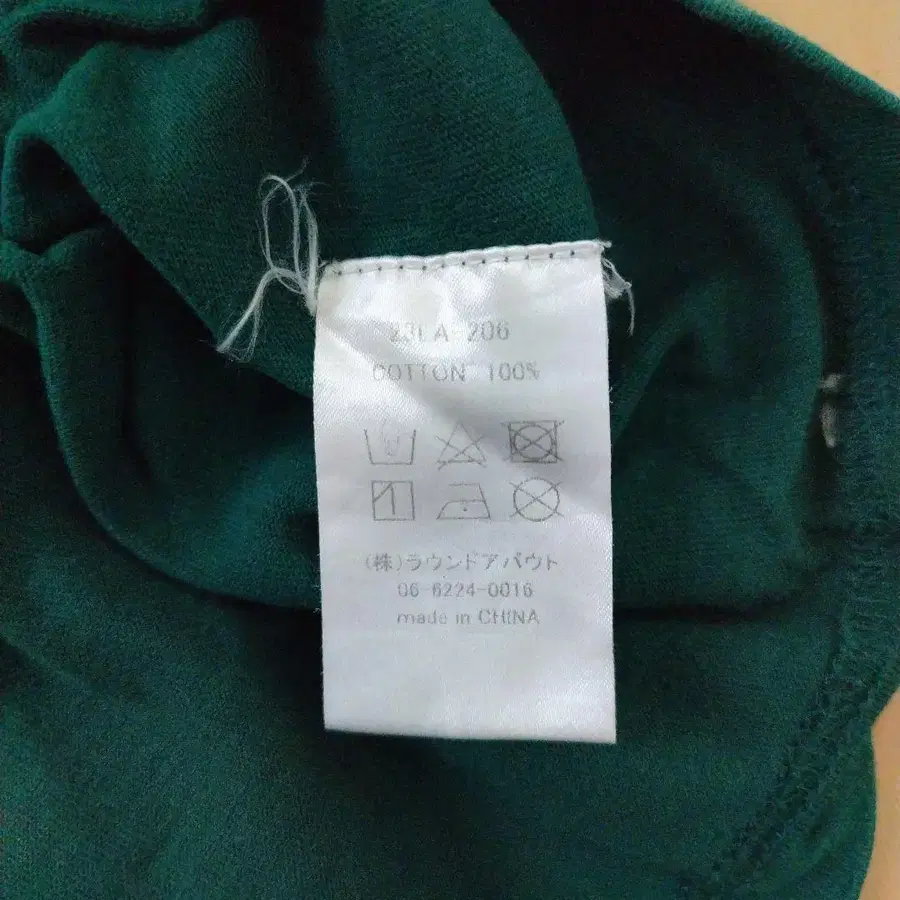 23LA-206
COTTON 100%
(株)ラウンドアバウト
06-6224-0016
made in CHINA